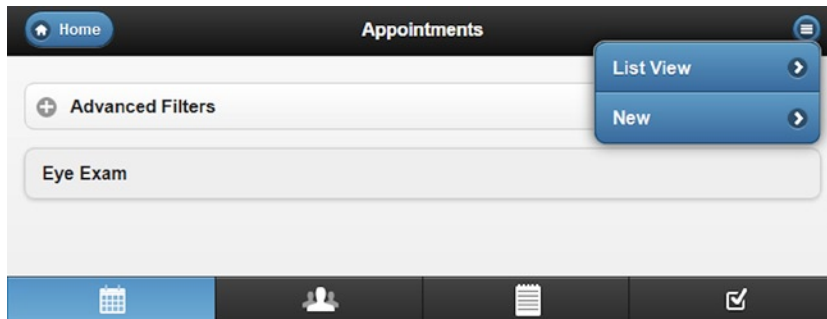 Home
Appointments
List View
Advanced Filters
New
Eye Exam